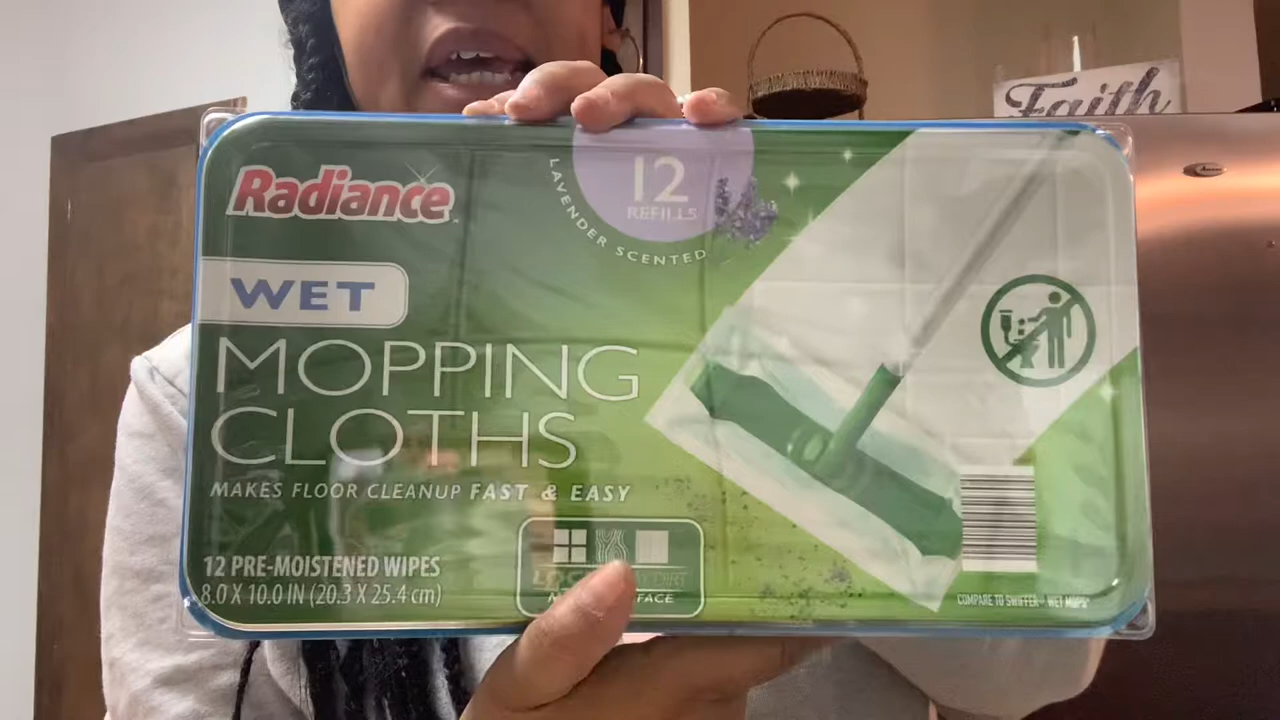 Faith
Radiance
12
REFILLS
LAVENDER SCENTED
WET
MOPPING
CLOTHS
MAKES FLOOR CLEANUP FAST & EASY
12 PRE-MOISTENED WIPES
8.0 X 10.0 IN (20.3 X 25.4 cm)
COMPARE TO SWIFFER WET MOPS